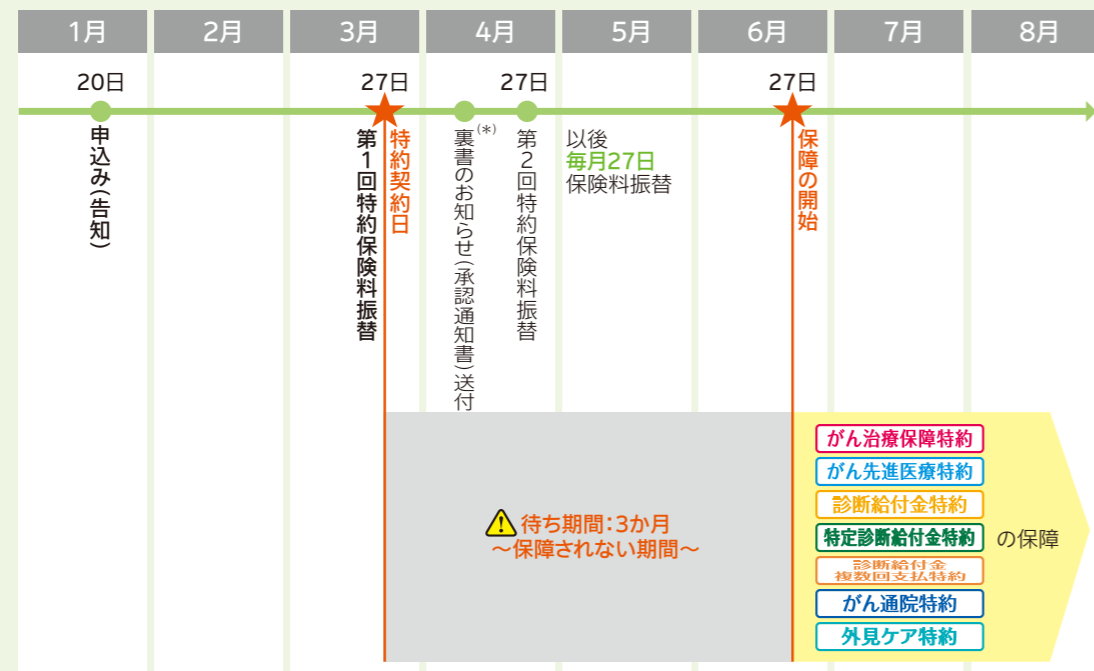 1月 2月 3月 4月 5月 6月 7月 8月
20日 27日 27日 27日
申込み(告知)
第1回特約保険料振替
特約契約日
裏書のお知らせ(承認通知書)送付
(*)
第2回特約保険料振替
以後
毎月27日
保険料振替
保障の開始
待ち期間:3か月
~保障されない期間~
がん治療保障特約
がん先進医療特約
診断給付金特約
特定診断給付金特約 の保障
診断給付金
複数回支払特約
がん通院特約
外見ケア特約